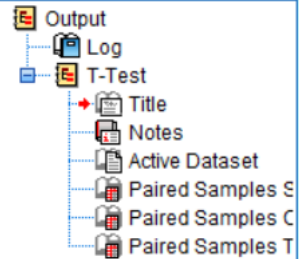 Output
Log
T-Test
Title
Notes
Active Dataset
Paired Samples S
Paired Samples C
Paired Samples T